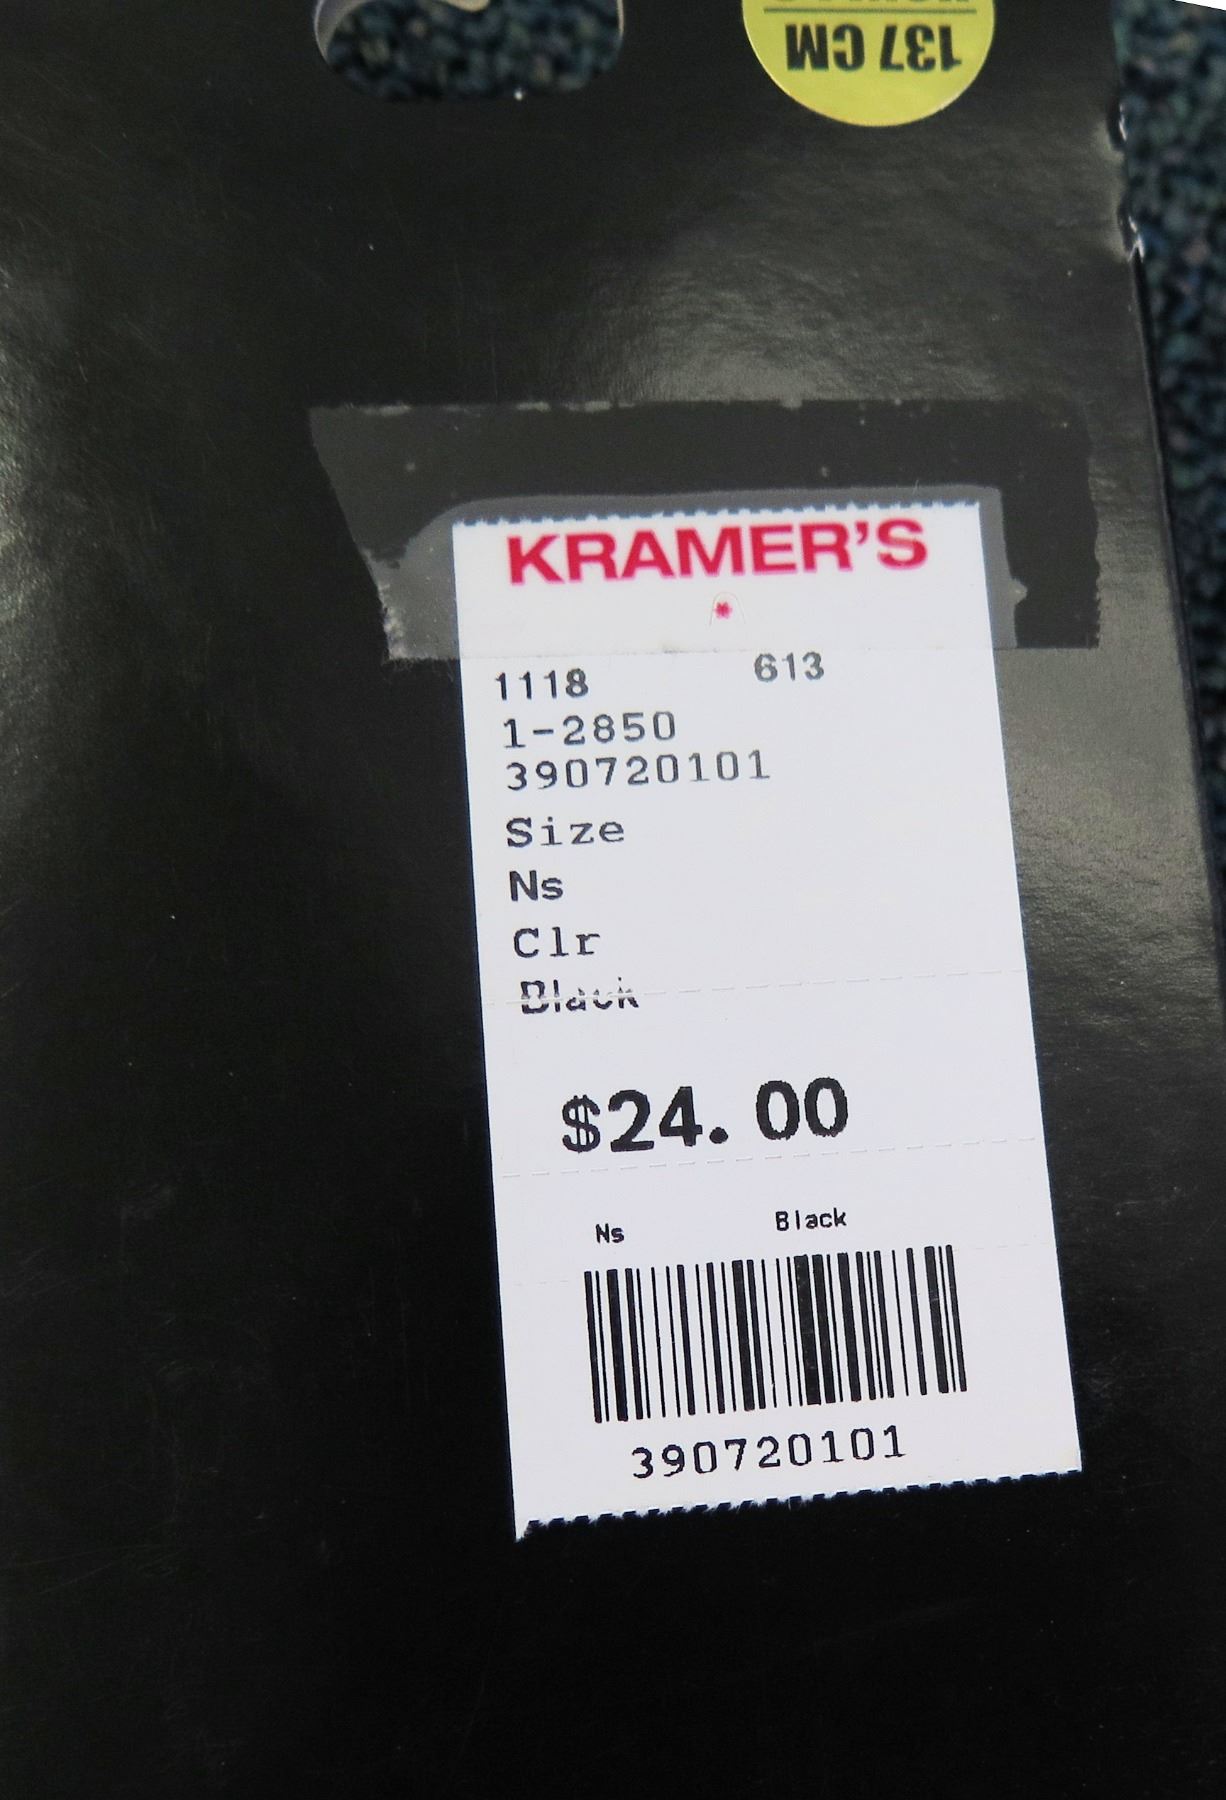 137 CM
KRAMER'S
1118 613
1-2850
390720101
Size
Ns
Clr
Black
$24.00
Ns Black
390720101